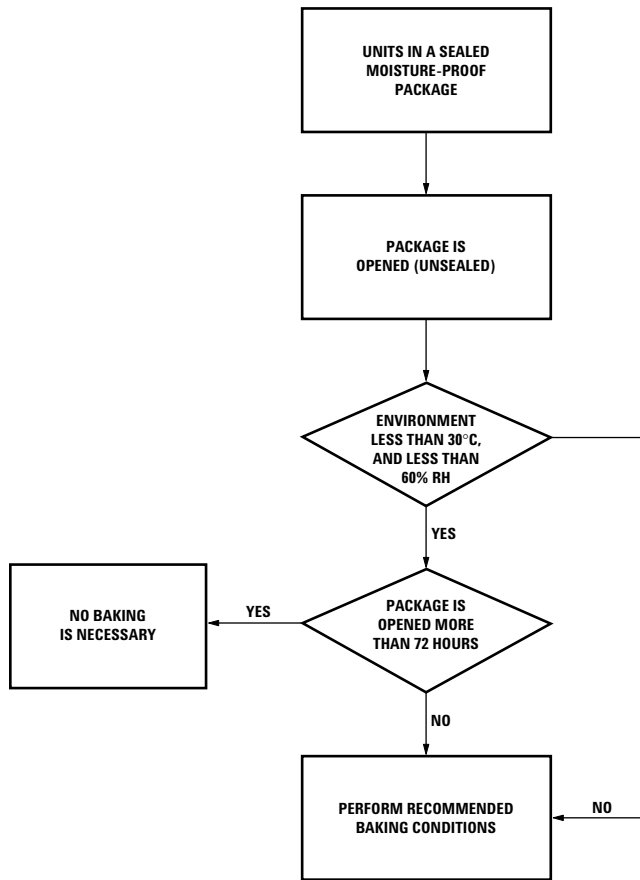 UNITS IN A SEALED
MOISTURE-PROOF
PACKAGE
PACKAGE IS
OPENED (UNSEALED)
ENVIRONMENT
LESS THAN 30°C,
AND LESS THAN
60% RH
YES
NO BAKING
IS NECESSARY
YES
PACKAGE IS
OPENED MORE
THAN 72 HOURS
NO
PERFORM RECOMMENDED
BAKING CONDITIONS
NO